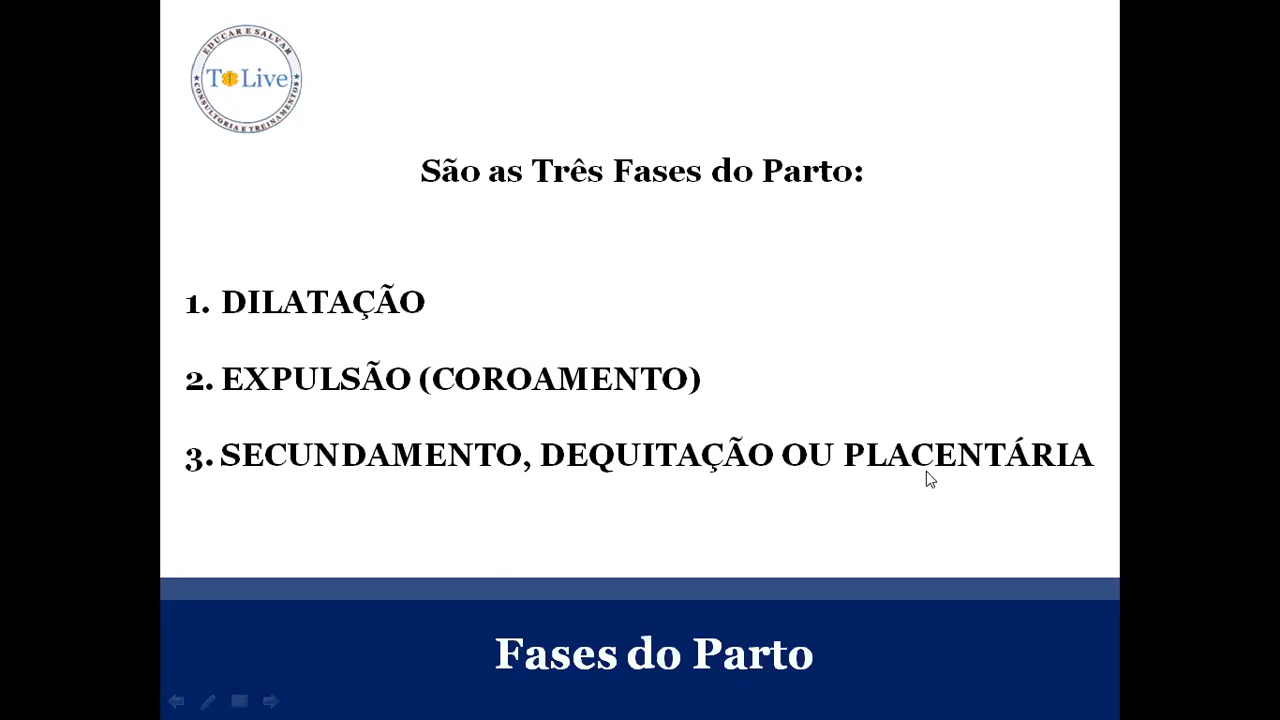 EDUCAR E SALVAR
To Live
CONSULTORIA E TREINAMENTOS
São as Três Fases do Parto:
1. DILATAÇÃO
2. EXPULSÃO (COROAMENTO)
3. SECUNDAMENTO, DEQUITAÇÃO OU PLACENTÁRIA
Fases do Parto